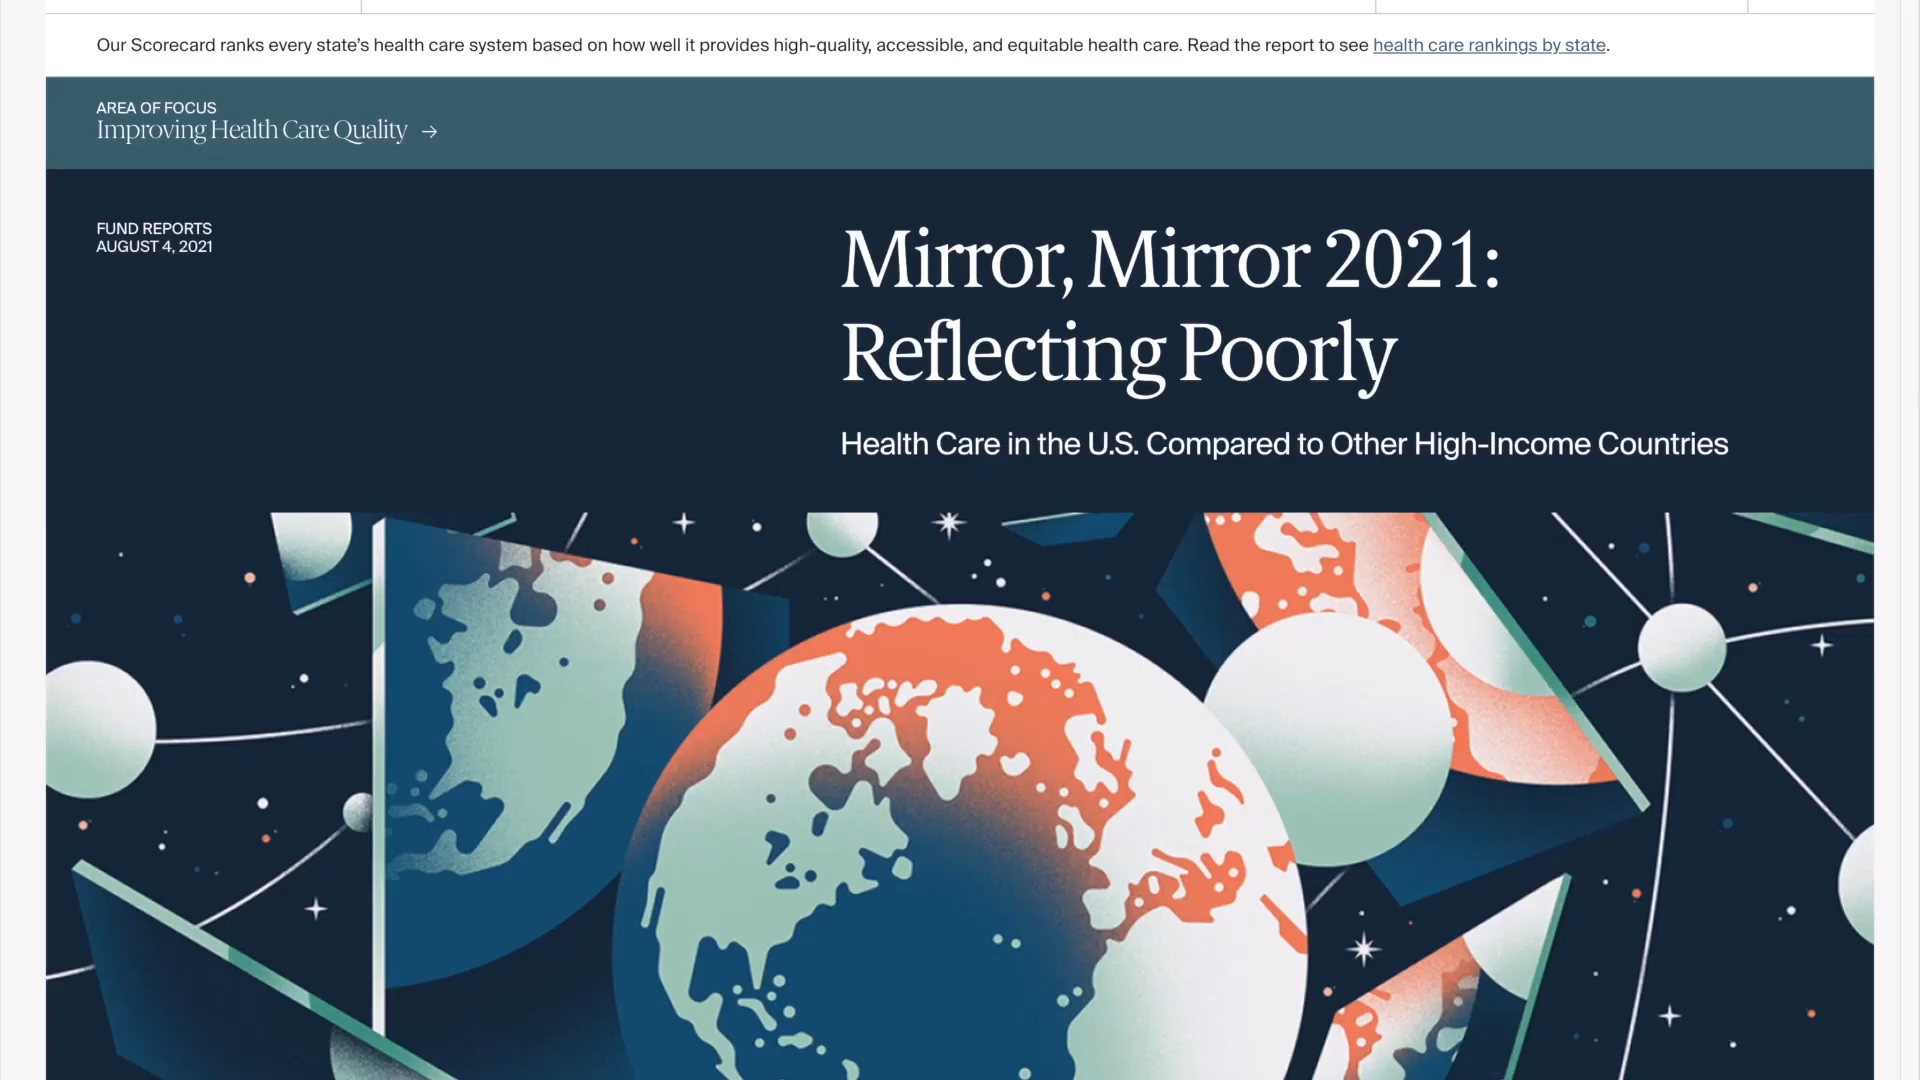 Our Scorecard ranks every state’s health care system based on how well it provides high-quality, accessible, and equitable health care. Read the report to see health care rankings by state.
AREA OF FOCUS
Improving Health Care Quality →
FUND REPORTS
AUGUST 4, 2021
Mirror, Mirror 2021:
Reflecting Poorly
Health Care in the U.S. Compared to Other High-Income Countries